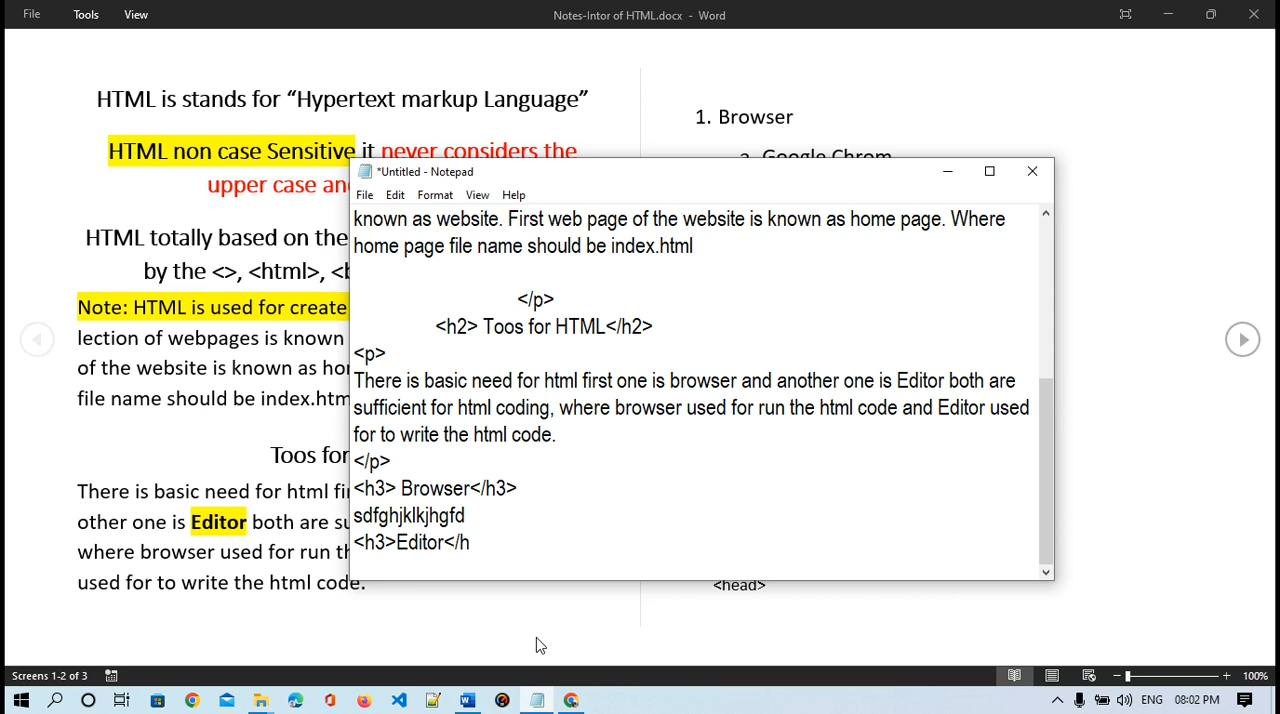 File Tools View Notes-Intor of HTML.docx - Word
HTML is stands for “Hypertext markup Language”
HTML non case Sensitive it never considers the
upper case an
HTML totally based on the
by the <>, <html>, <b
Note: HTML is used for create
lection of webpages is known
of the website is known as ho
file name should be index.htm
Toos for
There is basic need for html fi
other one is Editor both are su
where browser used for run th
used for to write the html code.
1. Browser
a. Google Chrom
<head>
*Untitled - Notepad
File Edit Format View Help
known as website. First web page of the website is known as home page. Where
home page file name should be index.html
</p>
<h2> Toos for HTML</h2>
<p>
There is basic need for html first one is browser and another one is Editor both are
sufficient for html coding, where browser used for run the html code and Editor used
for to write the html code.
</p>
<h3> Browser</h3>
sdfghjklkjhgfd
<h3>Editor</h
Screens 1-2 of 3 100%
ENG 08:02 PM